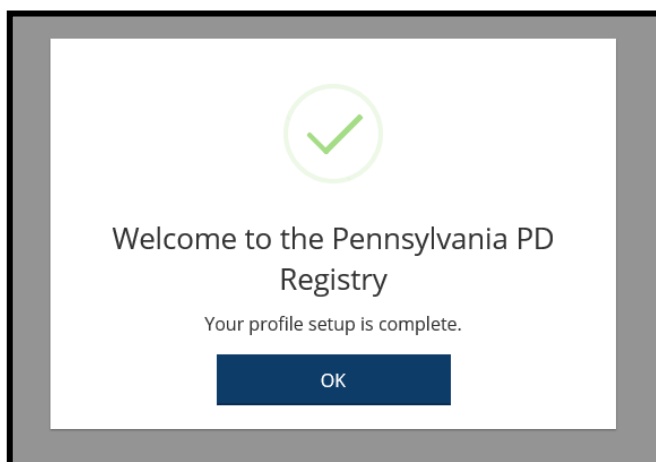 Welcome to the Pennsylvania PD
Registry
Your profile setup is complete.
OK